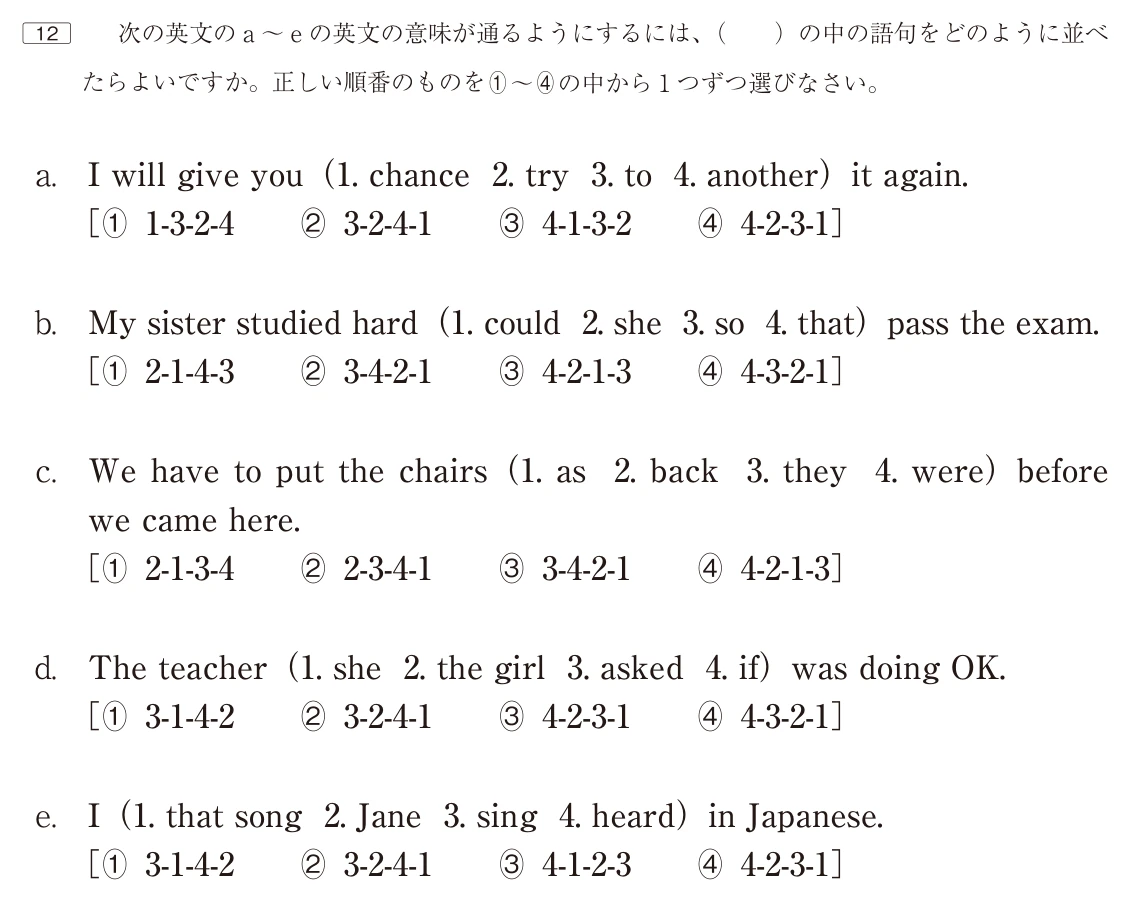 12　次の英文のａ～ｅの英文の意味が通るようにするには、（　　）の中の語句をどのように並べ
たらよいですか。正しい順番のものを①～④の中から１つずつ選びなさい。
a. I will give you (1. chance 2. try 3. to 4. another) it again.
[① 1-3-2-4 ② 3-2-4-1 ③ 4-1-3-2 ④ 4-2-3-1]
b. My sister studied hard (1. could 2. she 3. so 4. that) pass the exam.
[① 2-1-4-3 ② 3-4-2-1 ③ 4-2-1-3 ④ 4-3-2-1]
c. We have to put the chairs (1. as 2. back 3. they 4. were) before
we came here.
[① 2-1-3-4 ② 2-3-4-1 ③ 3-4-2-1 ④ 4-2-1-3]
d. The teacher (1. she 2. the girl 3. asked 4. if) was doing OK.
[① 3-1-4-2 ② 3-2-4-1 ③ 4-2-3-1 ④ 4-3-2-1]
e. I (1. that song 2. Jane 3. sing 4. heard) in Japanese.
[① 3-1-4-2 ② 3-2-4-1 ③ 4-1-2-3 ④ 4-2-3-1]